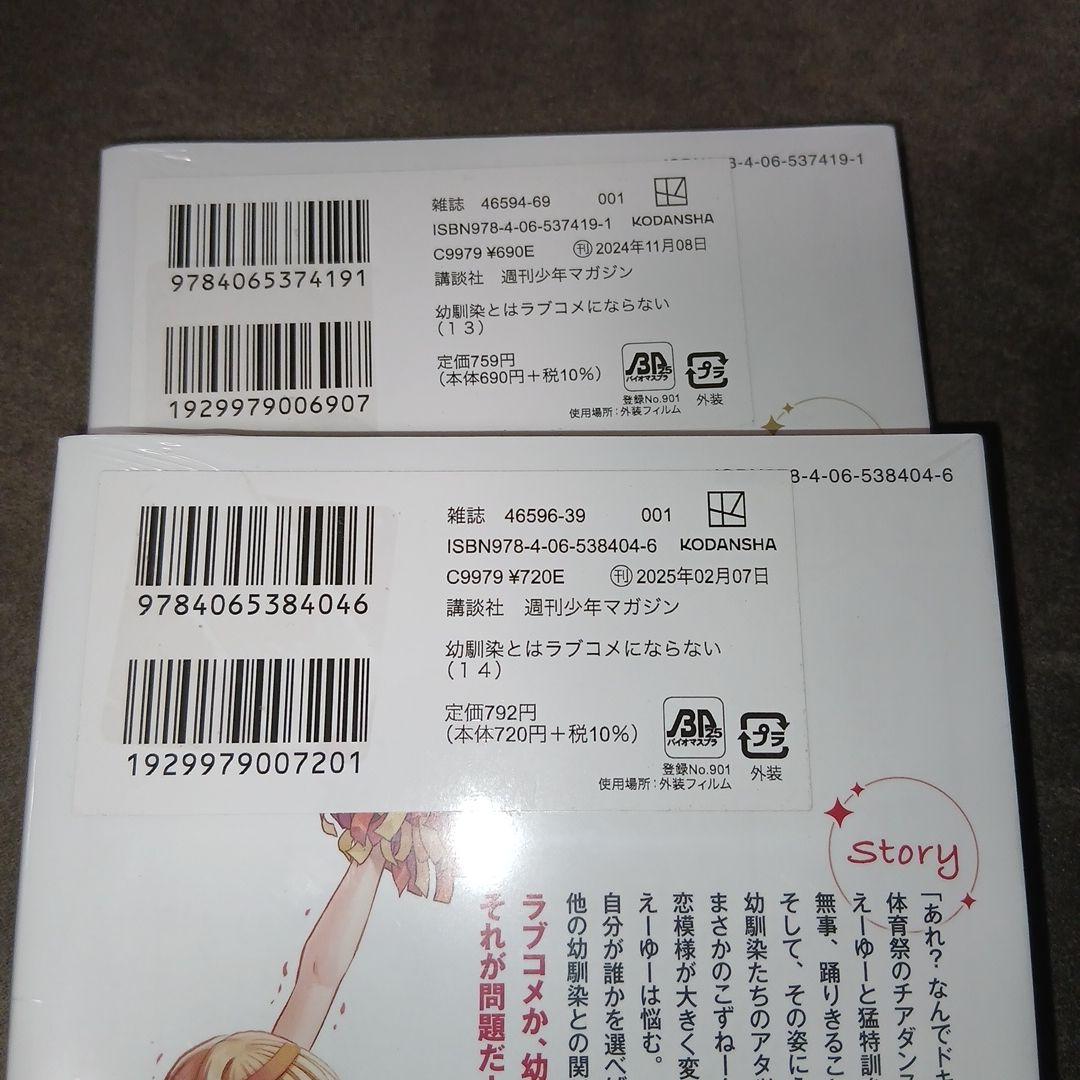 8-4-06-537419-1
雑誌 46594-69 001
ISBN978-4-06-537419-1 KODANSHA
C9979 ¥690E ㊞2024年11月08日
講談社 週刊少年マガジン
幼馴染とはラブコメにならない
（１３）
定価759円
（本体690円＋税10％）
9784065374191
1929979006907
BP25
バイオマスプラ
プラ
登録No.901 外装
使用場所：外装フィルム
8-4-06-538404-6
雑誌 46596-39 001
ISBN978-4-06-538404-6 KODANSHA
C9979 ¥720E 刊2025年02月07日
講談社 週刊少年マガジン
幼馴染とはラブコメにならない
（１４）
定価792円
（本体720円＋税10％）
9784065384046
1929979007201
BP25
バイオマスプラ
プラ
登録No.901 外装
使用場所：外装フィルム
Story
「あれ？なんでドキ
体育祭のチアダンス
えーゆーと猛特訓
無事、踊りきること
そして、その姿に
幼馴染たちのアタ
まさかのこずねー
恋模様が大きく変
えーゆーは悩む。
自分が誰かを選べば
他の幼馴染との関
ラブコメか、幼
それが問題だ